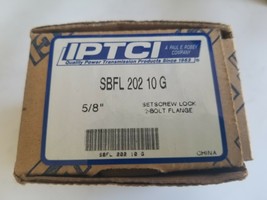 IPTCI
A PAUL E. ROBEY
COMPANY
Quality Power Transmission Products Since 1983
SBFL 202 10 G
5/8"
SETSCREW LOCK
2-BOLT FLANGE
CHINA
SBFL 202 10 G